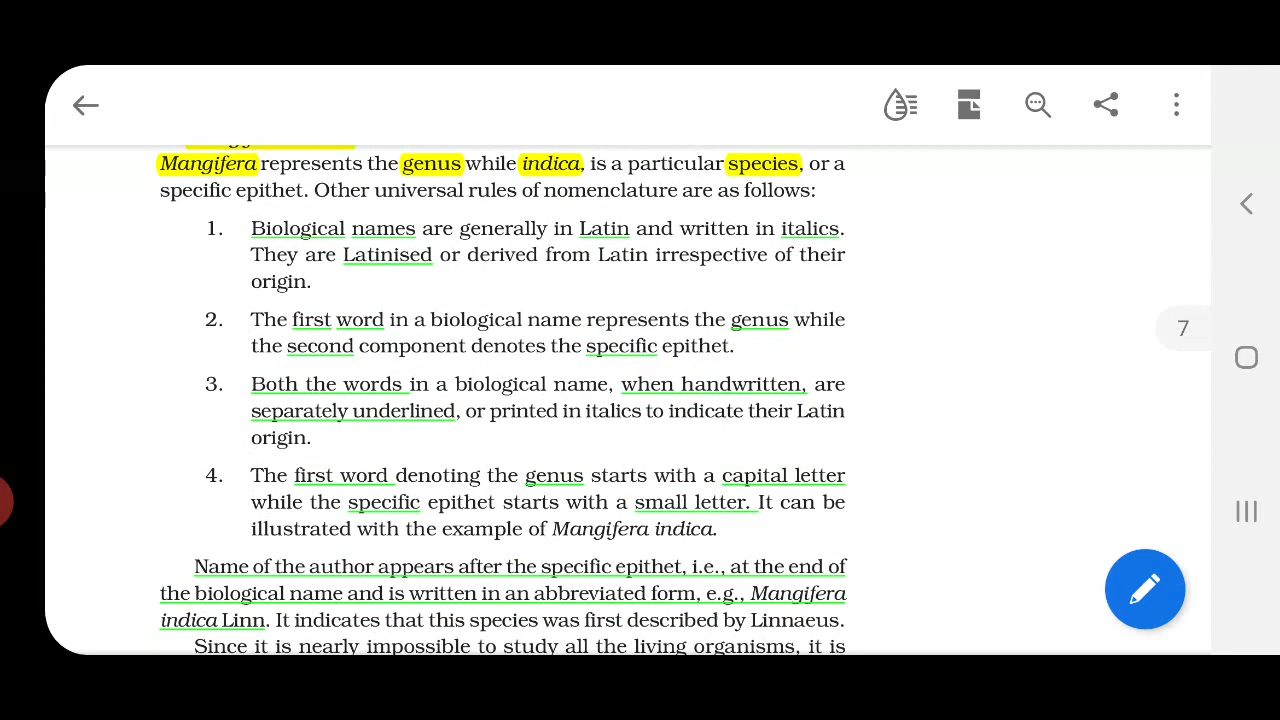 Mangifera represents the genus while indica, is a particular species, or a
specific epithet. Other universal rules of nomenclature are as follows:
1. Biological names are generally in Latin and written in italics.
They are Latinised or derived from Latin irrespective of their
origin.
2. The first word in a biological name represents the genus while
the second component denotes the specific epithet.
3. Both the words in a biological name, when handwritten, are
separately underlined, or printed in italics to indicate their Latin
origin.
4. The first word denoting the genus starts with a capital letter
while the specific epithet starts with a small letter. It can be
illustrated with the example of Mangifera indica.
Name of the author appears after the specific epithet, i.e., at the end of
the biological name and is written in an abbreviated form, e.g., Mangifera
indica Linn. It indicates that this species was first described by Linnaeus.
Since it is nearly impossible to study all the living organisms, it is
7